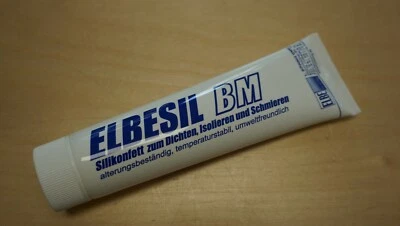 ELBESIL BM
Silikonfett zum Dichten, Isolieren und Schmieren
alterungsbeständig, temperaturstabil, umweltfreundlich